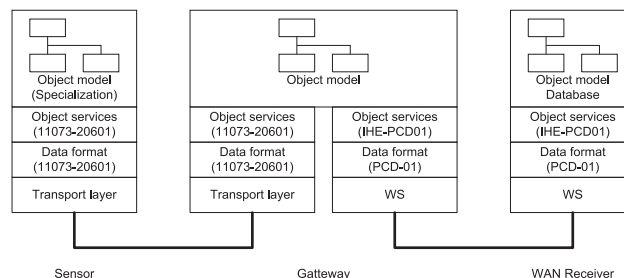 Object model
(Specialization)
Object services
(11073-20601)
Data format
(11073-20601)
Transport layer
Object model
Object services
(11073-20601)
Data format
(11073-20601)
Transport layer
Object services
(IHE-PCD01)
Data format
(PCD-01)
WS
Object model
Database
Object services
(IHE-PCD01)
Data format
(PCD-01)
WS
Sensor
Gatteway
WAN Receiver